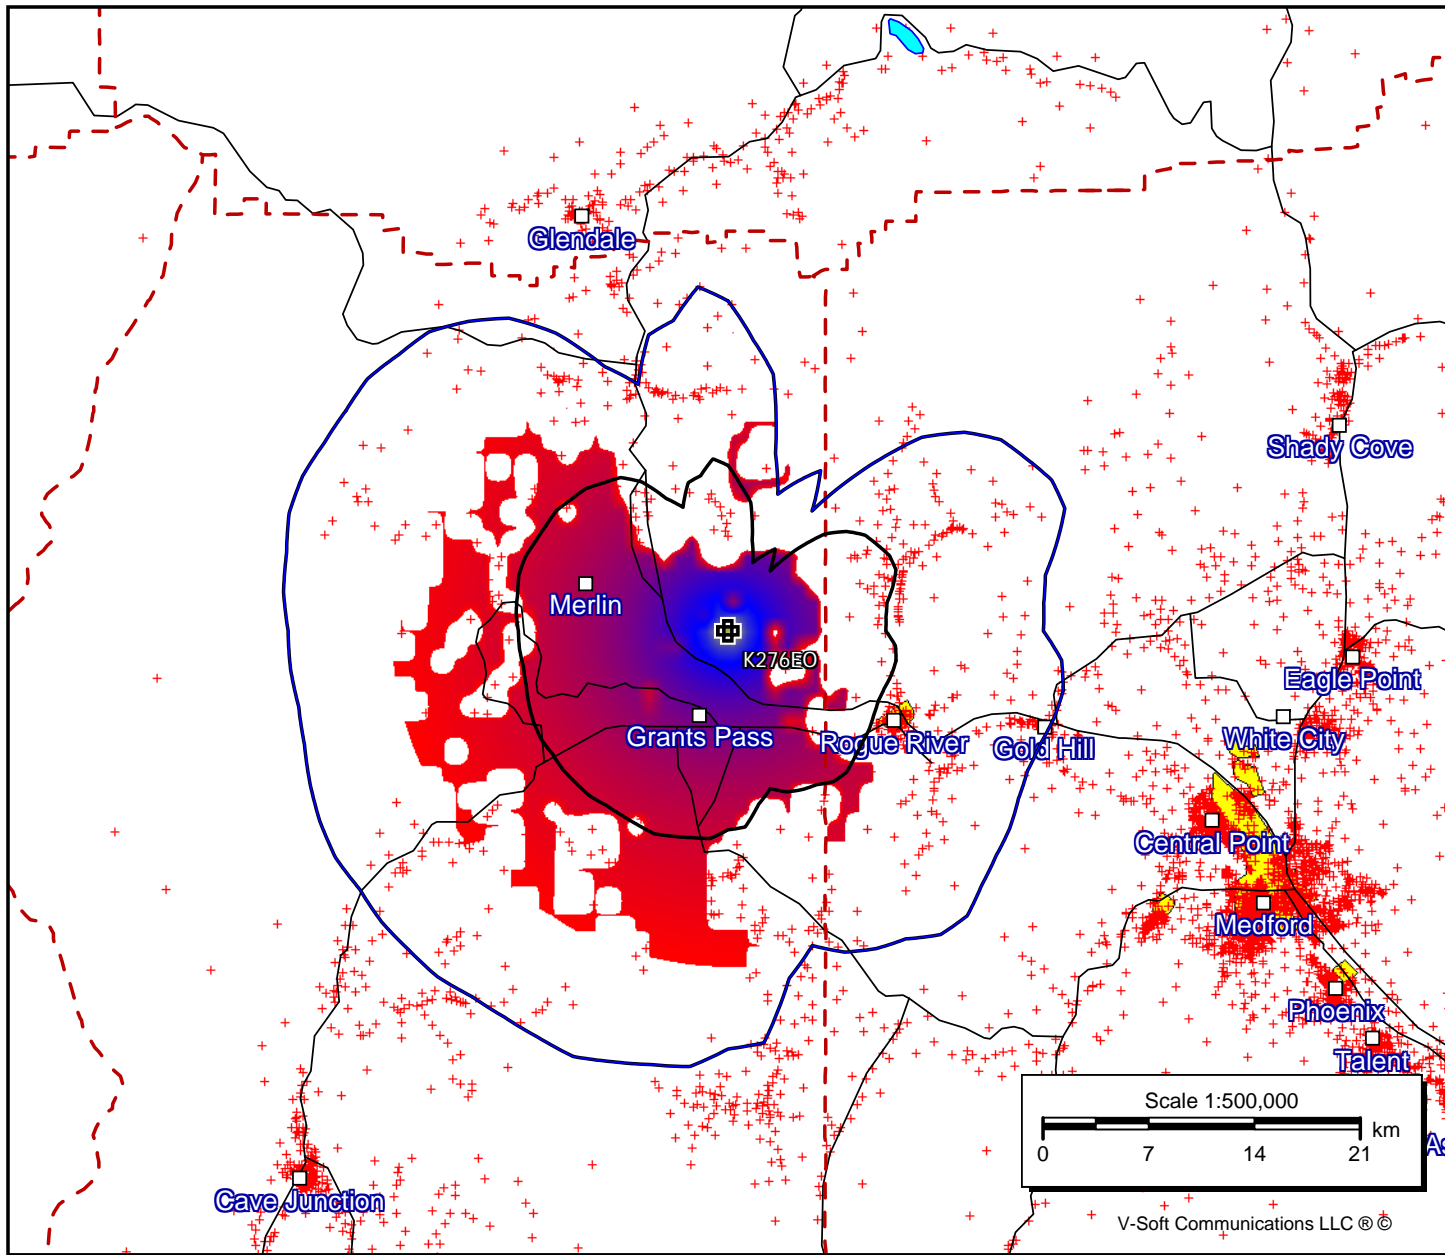 Glendale
Shady Cove
Merlin
K276EO
Eagle Point
Grants Pass
Rogue River
Gold Hill
White City
Central Point
Medford
Phoenix
Talent
Scale 1:500,000
km
0 7 14 21
As
Cave Junction
V-Soft Communications LLC ® ©